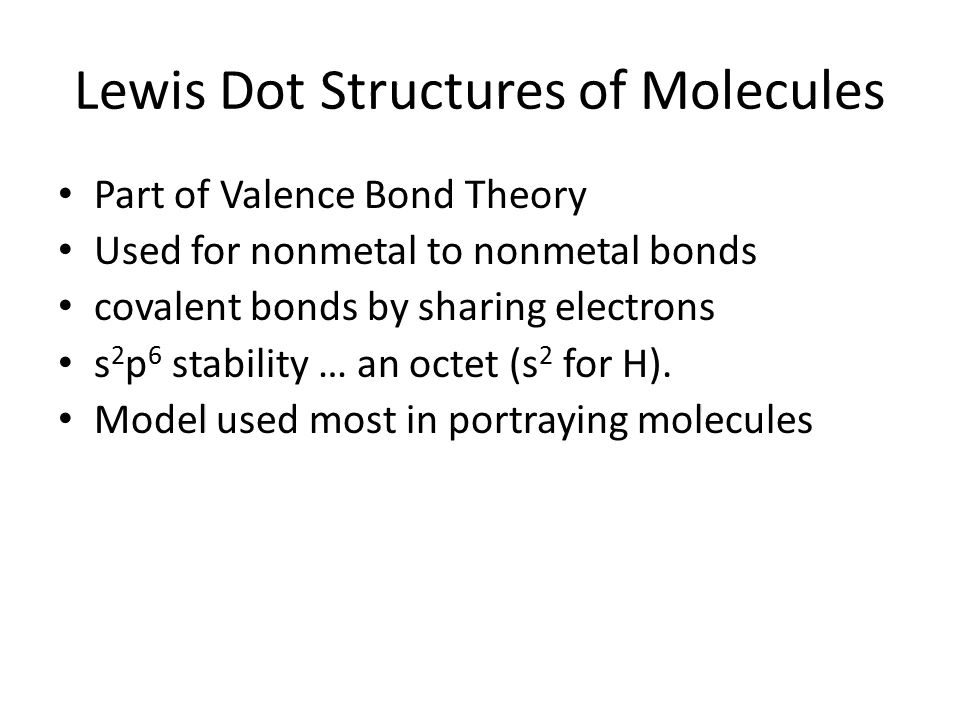 Lewis Dot Structures of Molecules
• Part of Valence Bond Theory
• Used for nonmetal to nonmetal bonds
• covalent bonds by sharing electrons
• s²p⁶ stability … an octet (s² for H).
• Model used most in portraying molecules